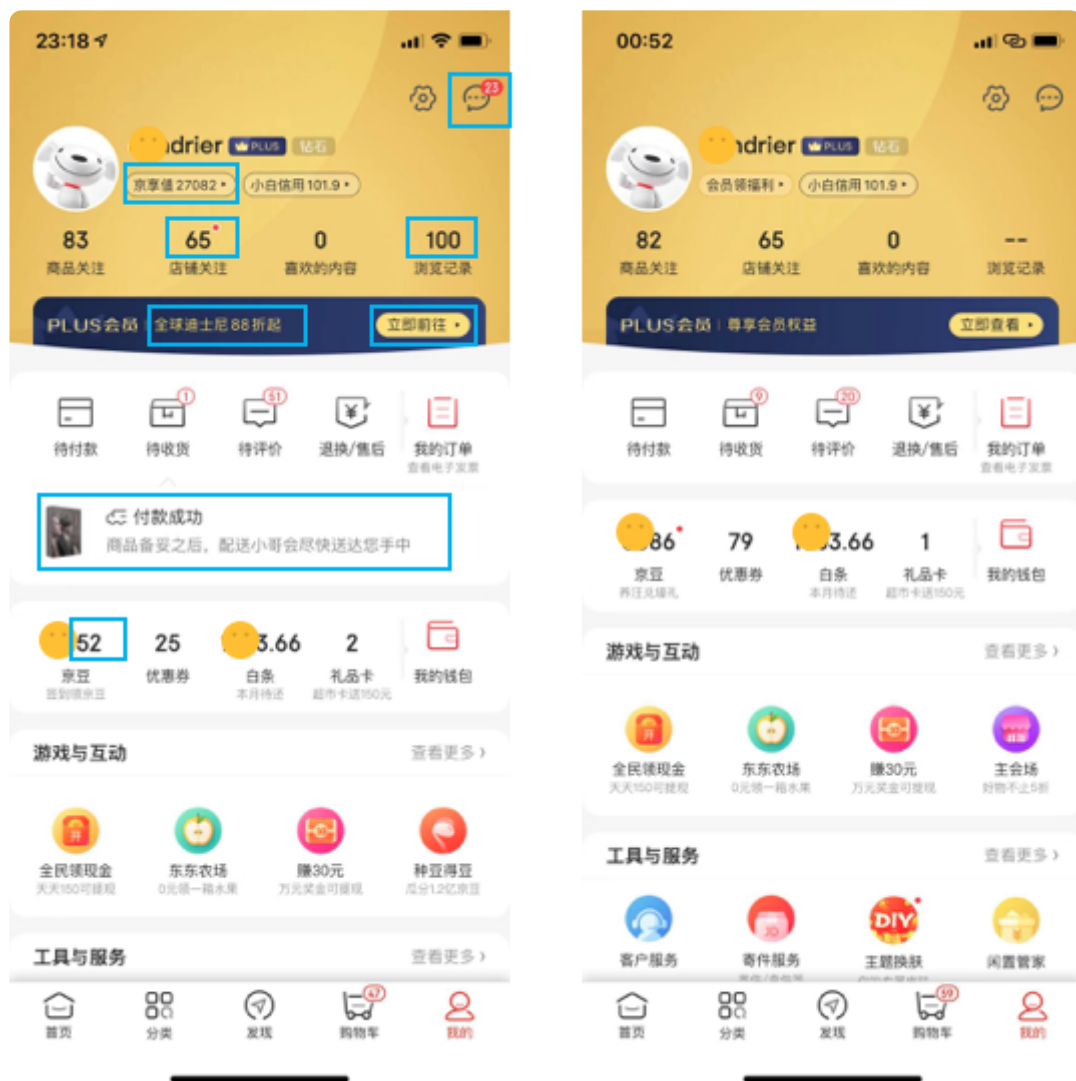 23:18
23
drier PLUS 钻石
京享值 27082 小白信用 101.9
83 65 0 100
商品关注 店铺关注 喜欢的内容 浏览记录
PLUS会员 全球迪士尼 88 折起 立即前往
1 51
待付款 待收货 待评价 退换/售后 我的订单
查看电子发票
付款成功
商品备妥之后，配送小哥会尽快送达您手中
52 25 3.66 2
京豆 优惠券 白条 礼品卡 我的钱包
签到领京豆 本月待还 超市卡送150元
游戏与互动 查看更多
开
全民领现金 东东农场 赚30元 种豆得豆
天天150可提现 0元领一箱水果 万元奖金可提现 瓜分1.2亿京豆
工具与服务 查看更多
47
首页 分类 发现 购物车 我的
00:52
ndrier PLUS 钻石
会员领福利 小白信用 101.9
82 65 0 --
商品关注 店铺关注 喜欢的内容 浏览记录
PLUS会员 尊享会员权益 立即查看
9 20
待付款 待收货 待评价 退换/售后 我的订单
查看电子发票
86 79 3.66 1
京豆 优惠券 白条 礼品卡 我的钱包
本月待还 超市卡送150元
游戏与互动 查看更多
开
全民领现金 东东农场 赚30元 主会场
天天150可提现 0元领一箱水果 万元奖金可提现 好物不止5折
工具与服务 查看更多
JD DIY
客户服务 寄件服务 主题换肤 闲置管家
59
首页 分类 发现 购物车 我的